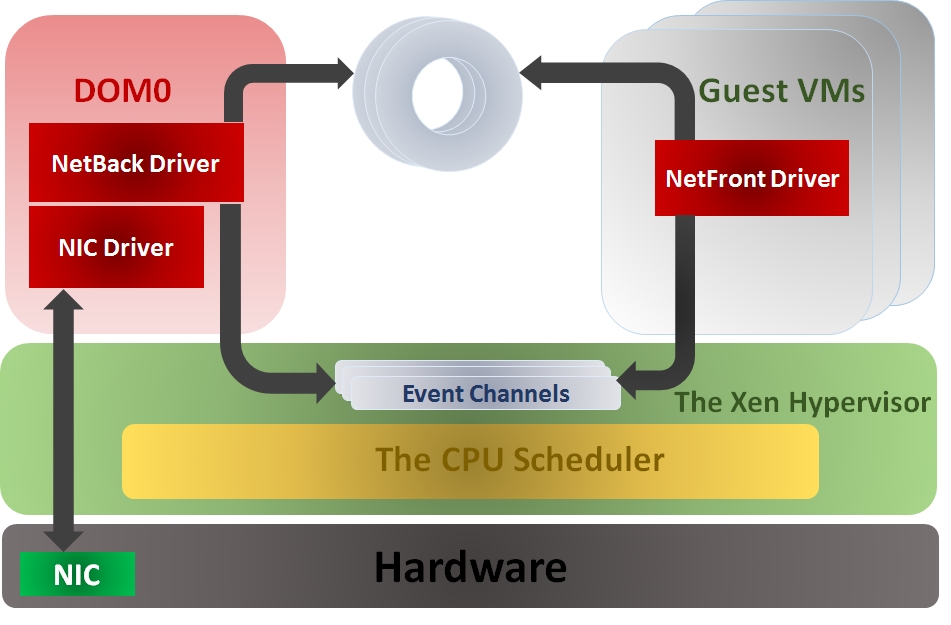 DOM0
Guest VMs
NetBack Driver
NetFront Driver
NIC Driver
Event Channels
The Xen Hypervisor
The CPU Scheduler
Hardware
NIC